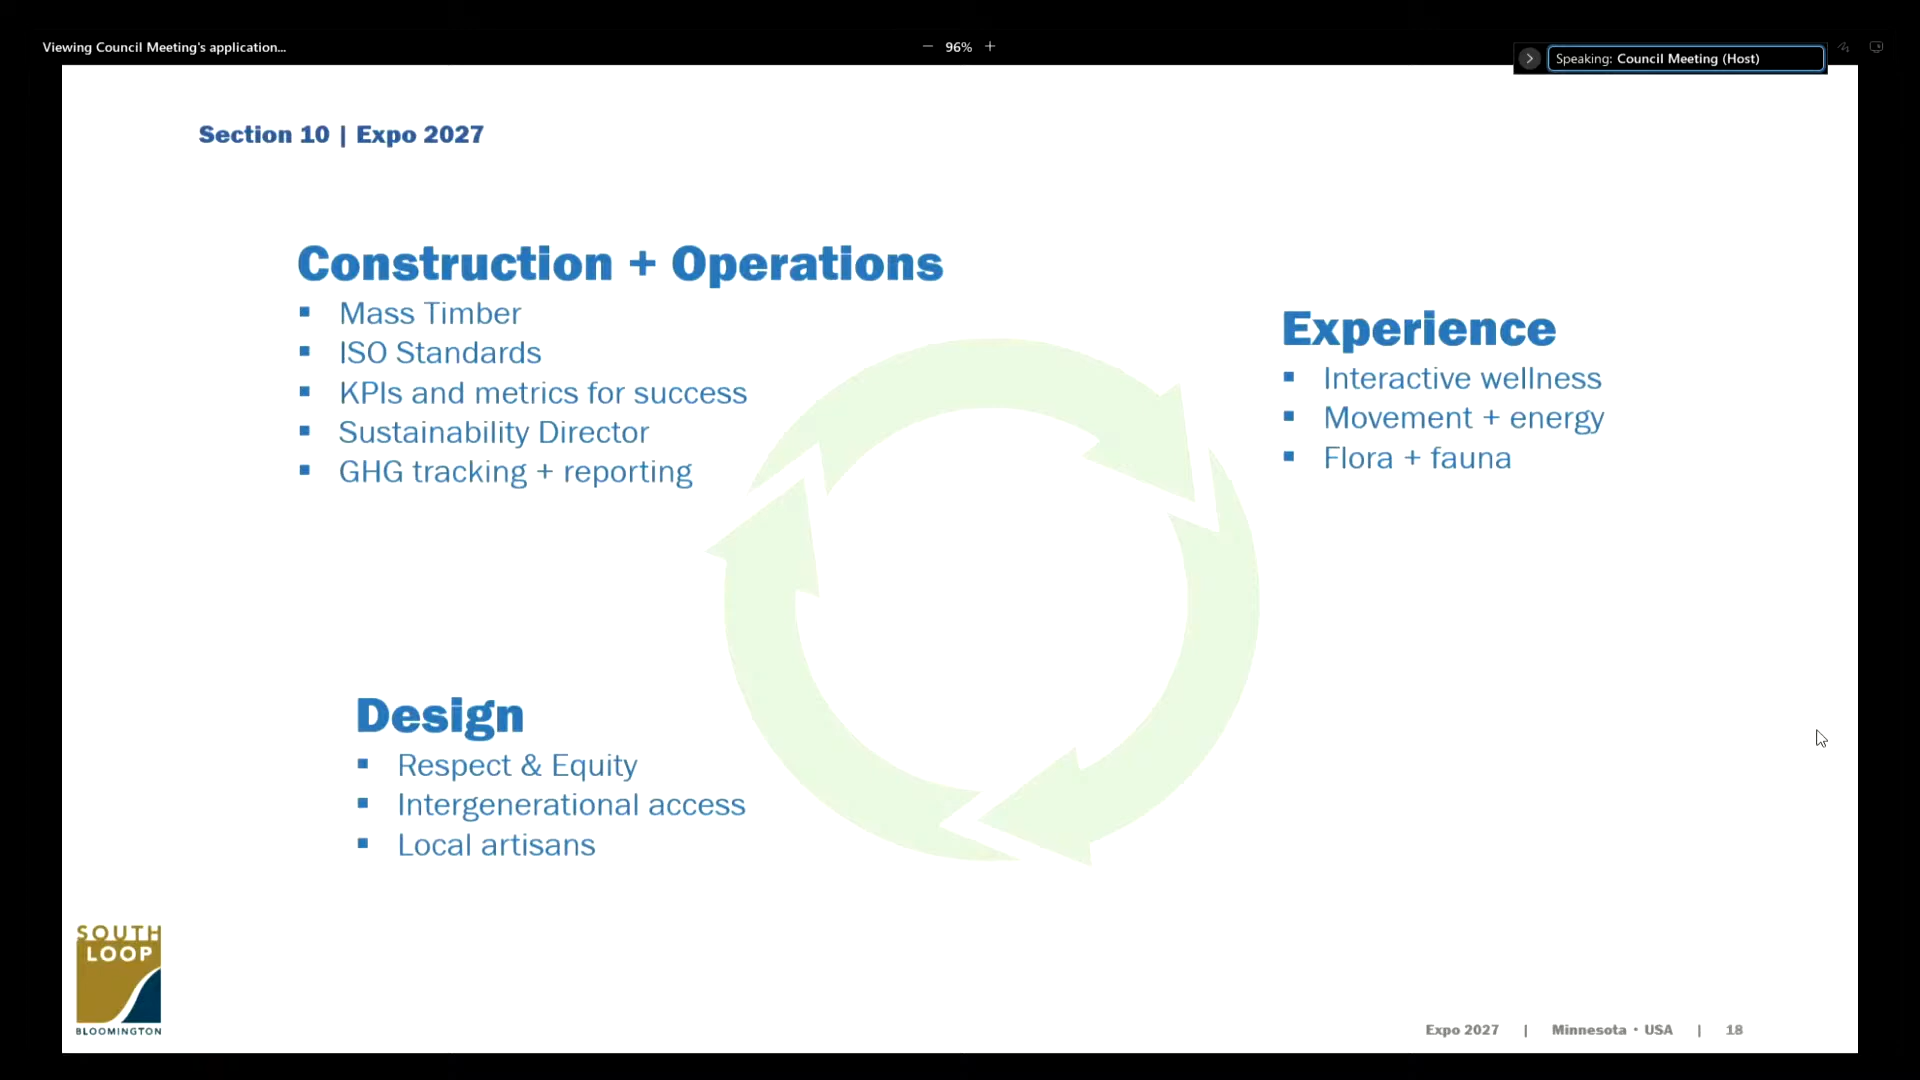 Viewing Council Meeting's application...
− 96% +
Speaking: Council Meeting (Host)
Section 10 | Expo 2027
Construction + Operations
▪ Mass Timber
▪ ISO Standards
▪ KPIs and metrics for success
▪ Sustainability Director
▪ GHG tracking + reporting
Experience
▪ Interactive wellness
▪ Movement + energy
▪ Flora + fauna
Design
▪ Respect & Equity
▪ Intergenerational access
▪ Local artisans
SOUTH
LOOP
BLOOMINGTON
Expo 2027 | Minnesota • USA | 18